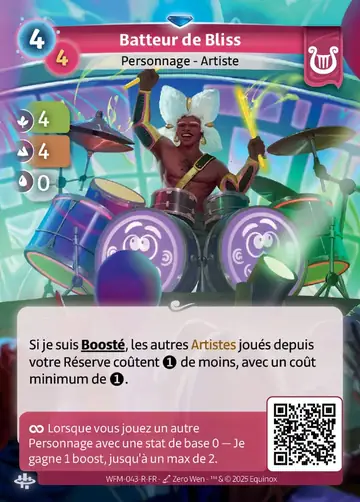 4
Batteur de Bliss
4
Personnage - Artiste
4
4
0
Si je suis Boosté, les autres Artistes joués depuis
votre Réserve coûtent 1 de moins, avec un coût
minimum de 1.
∞ Lorsque vous jouez un autre
Personnage avec une stat de base 0 — Je
gagne 1 boost, jusqu'à un max de 2.
WFM-043-R-FR - Zero Wen - ™ & © 2025 Equinox